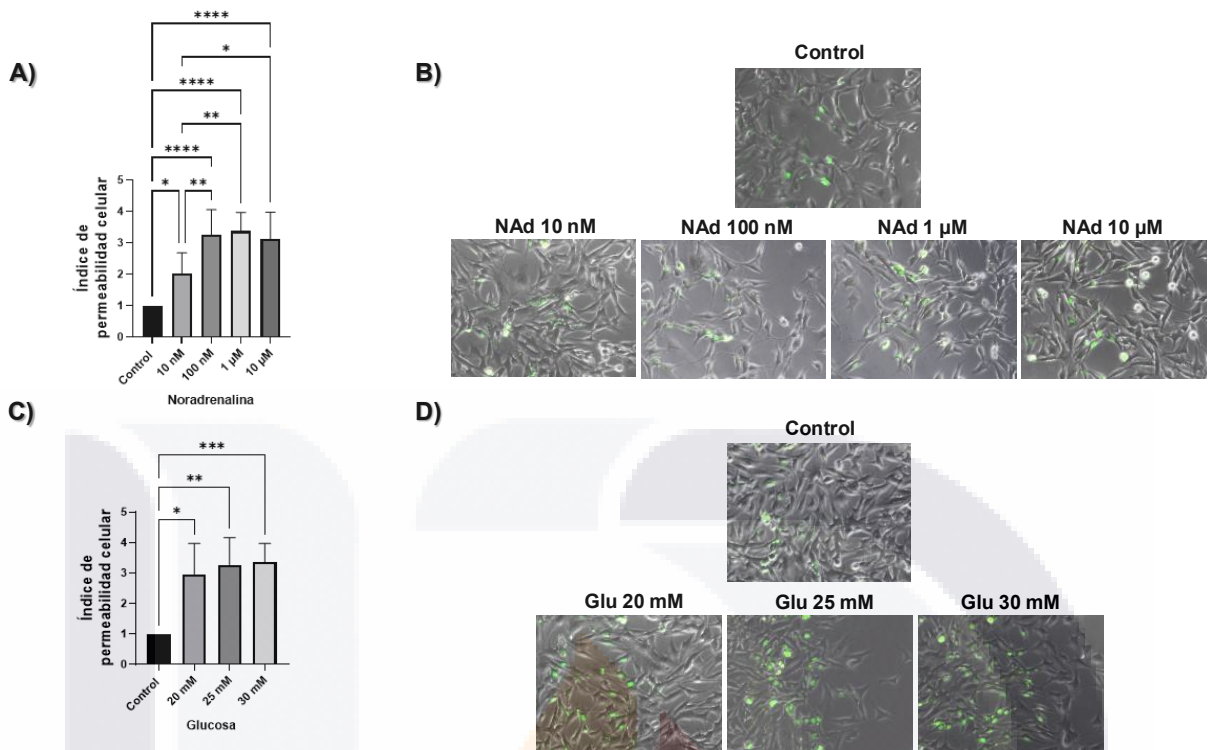 A)
****
*
****
**
****
*
**
5
4
3
2
1
0
Índice de
permeabilidad celular
Control
10 nM
100 nM
1 µM
10 µM
Noradrenalina
B)
Control
NAd 10 nM
NAd 100 nM
NAd 1 µM
NAd 10 µM
C)
***
**
*
5
4
3
2
1
0
Índice de
permeabilidad celular
Control
20 mM
25 mM
30 mM
Glucosa
D)
Control
Glu 20 mM
Glu 25 mM
Glu 30 mM